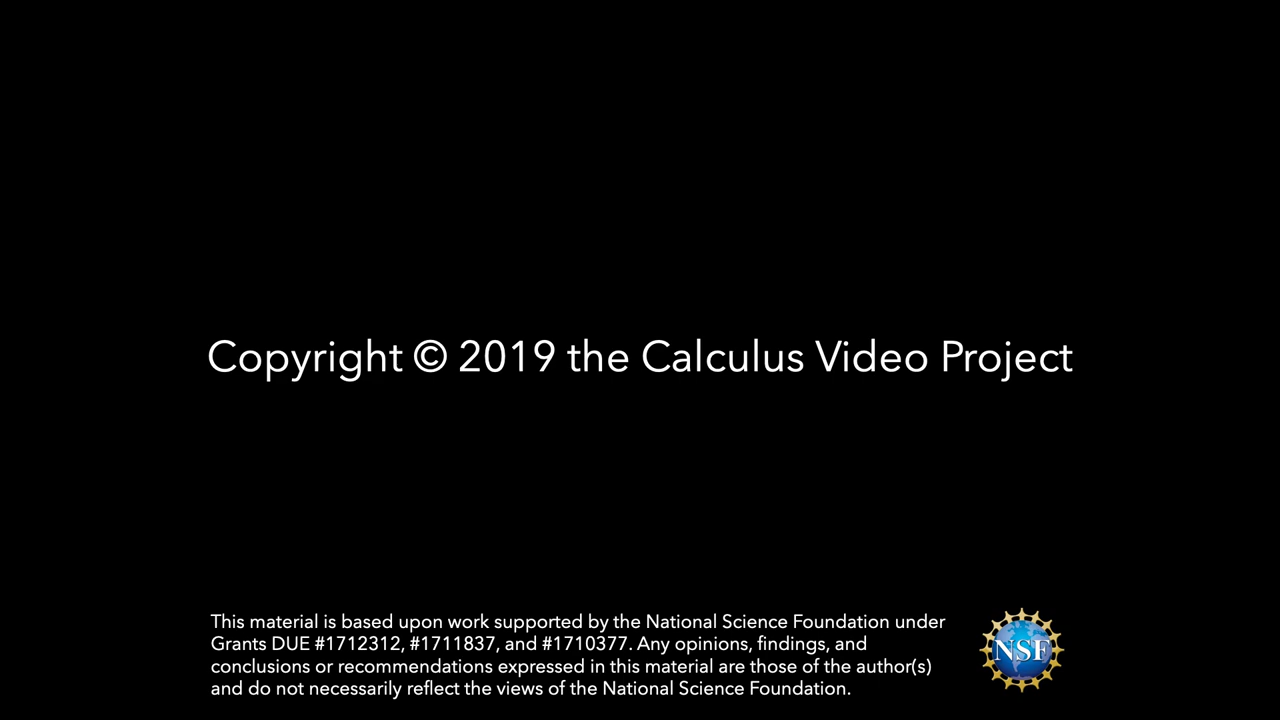 Copyright © 2019 the Calculus Video Project
This material is based upon work supported by the National Science Foundation under
Grants DUE #1712312, #1711837, and #1710377. Any opinions, findings, and
conclusions or recommendations expressed in this material are those of the author(s)
and do not necessarily reflect the views of the National Science Foundation.
NSF